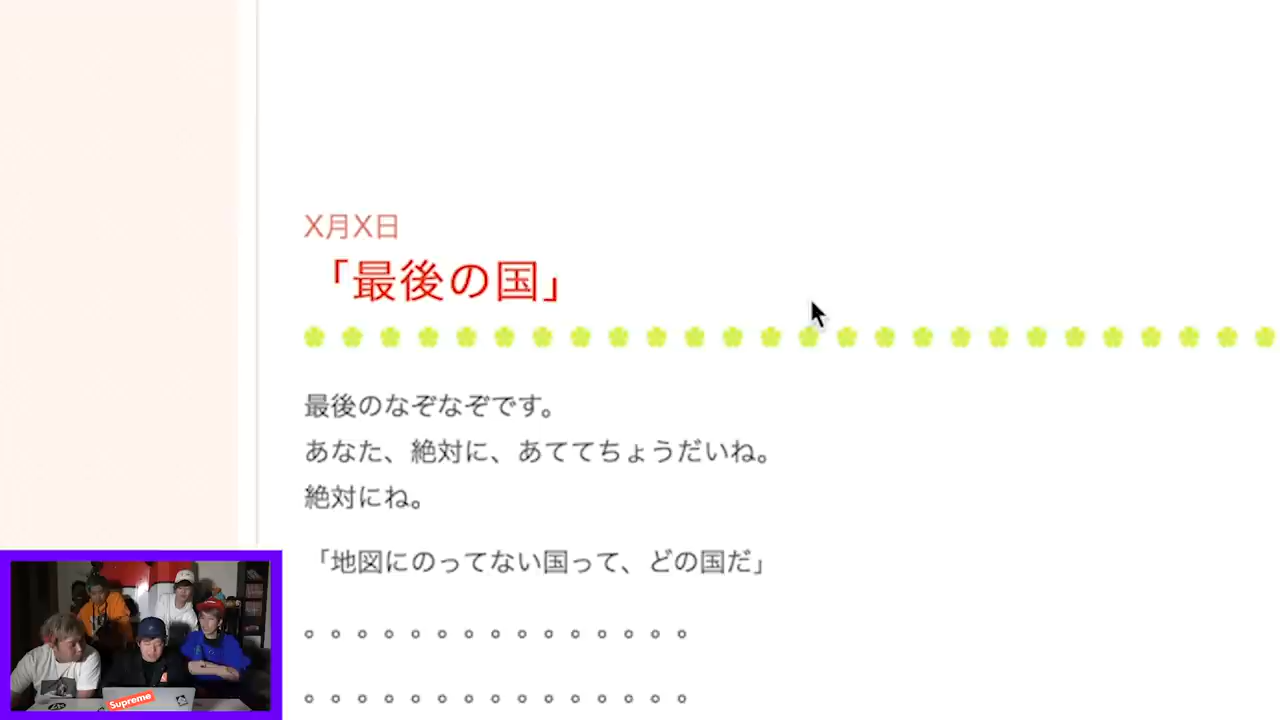 X月X日
「最後の国」
最後のなぞなぞです。
あなた、絶対に、あててちょうだいね。
絶対にね。
「地図にのってない国って、どの国だ」
。。。。。。。。。。。。。。。
。。。。。。。。。。。。。。。
Supreme